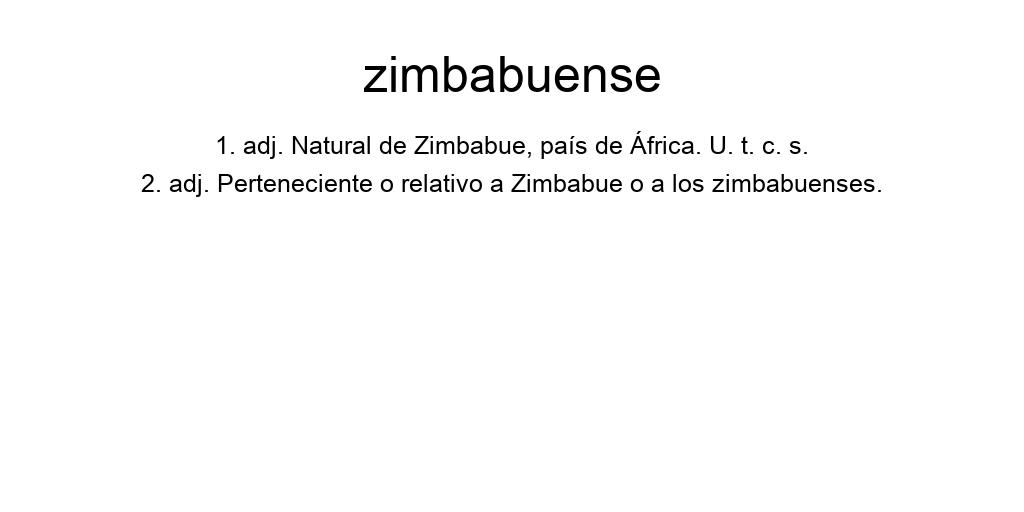 zimbabuense
1. adj. Natural de Zimbabue, país de África. U. t. c. s.
2. adj. Perteneciente o relativo a Zimbabue o a los zimbabuenses.